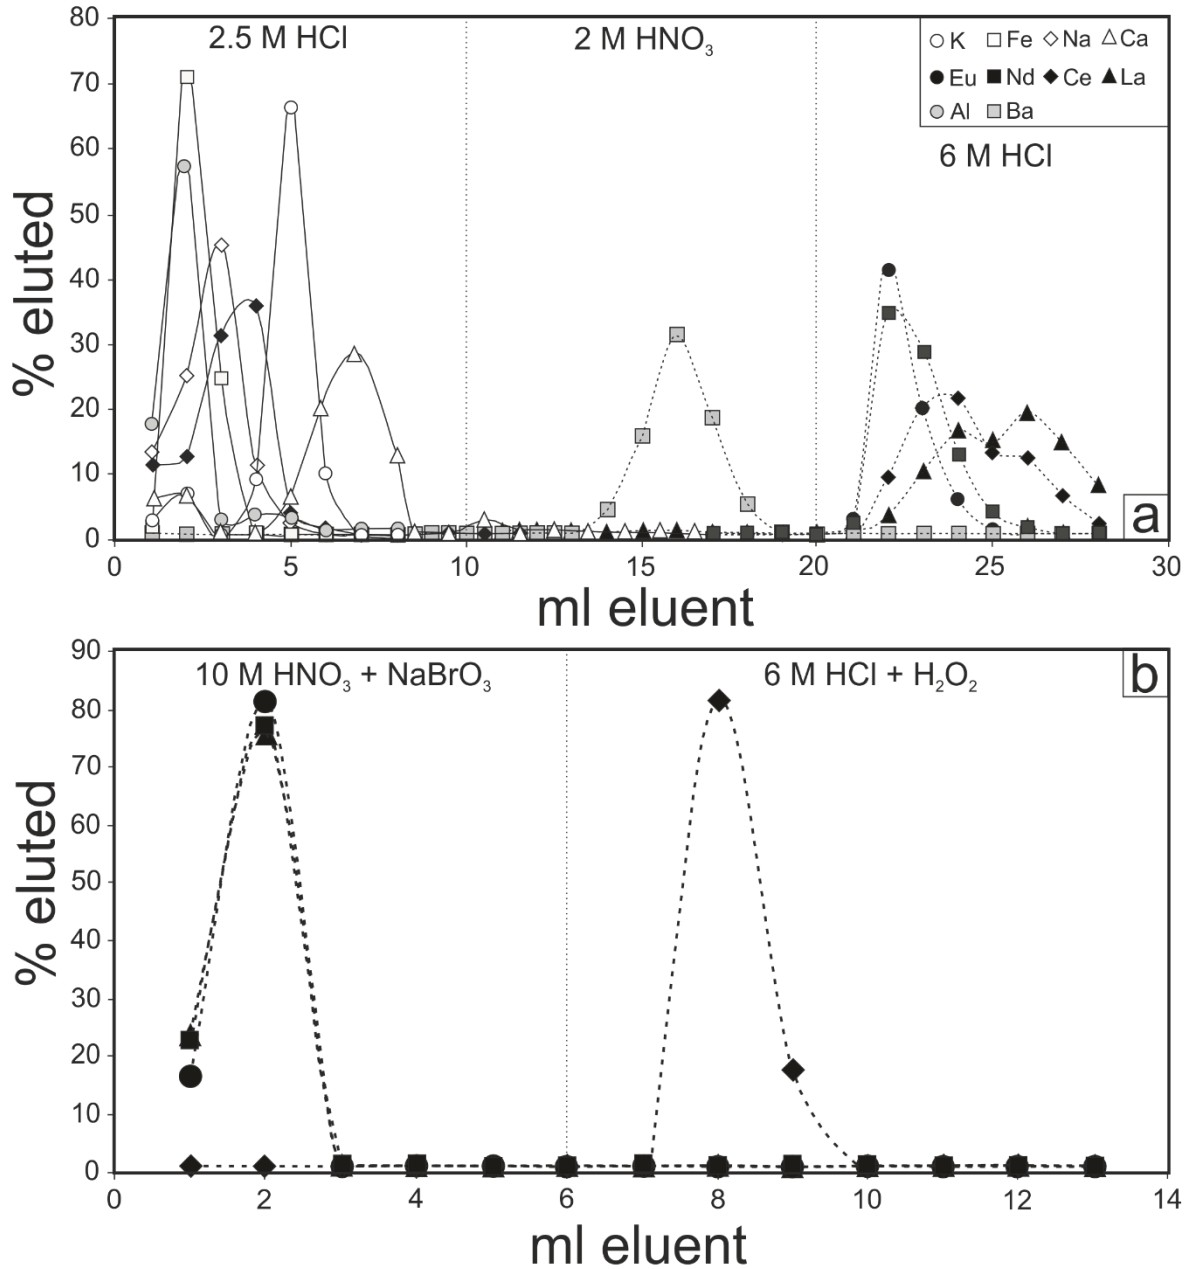 80
2.5 M HCl
2 M HNO₃
K Fe Na Ca
Eu Nd Ce La
Al Ba
6 M HCl
70
60
50
40
30
20
10
0
% eluted
a
0 5 10 15 20 25 30
ml eluent
90
10 M HNO₃ + NaBrO₃
6 M HCl + H₂O₂
b
80
70
60
50
40
30
20
10
0
% eluted
0 2 4 6 8 10 12 14
ml eluent